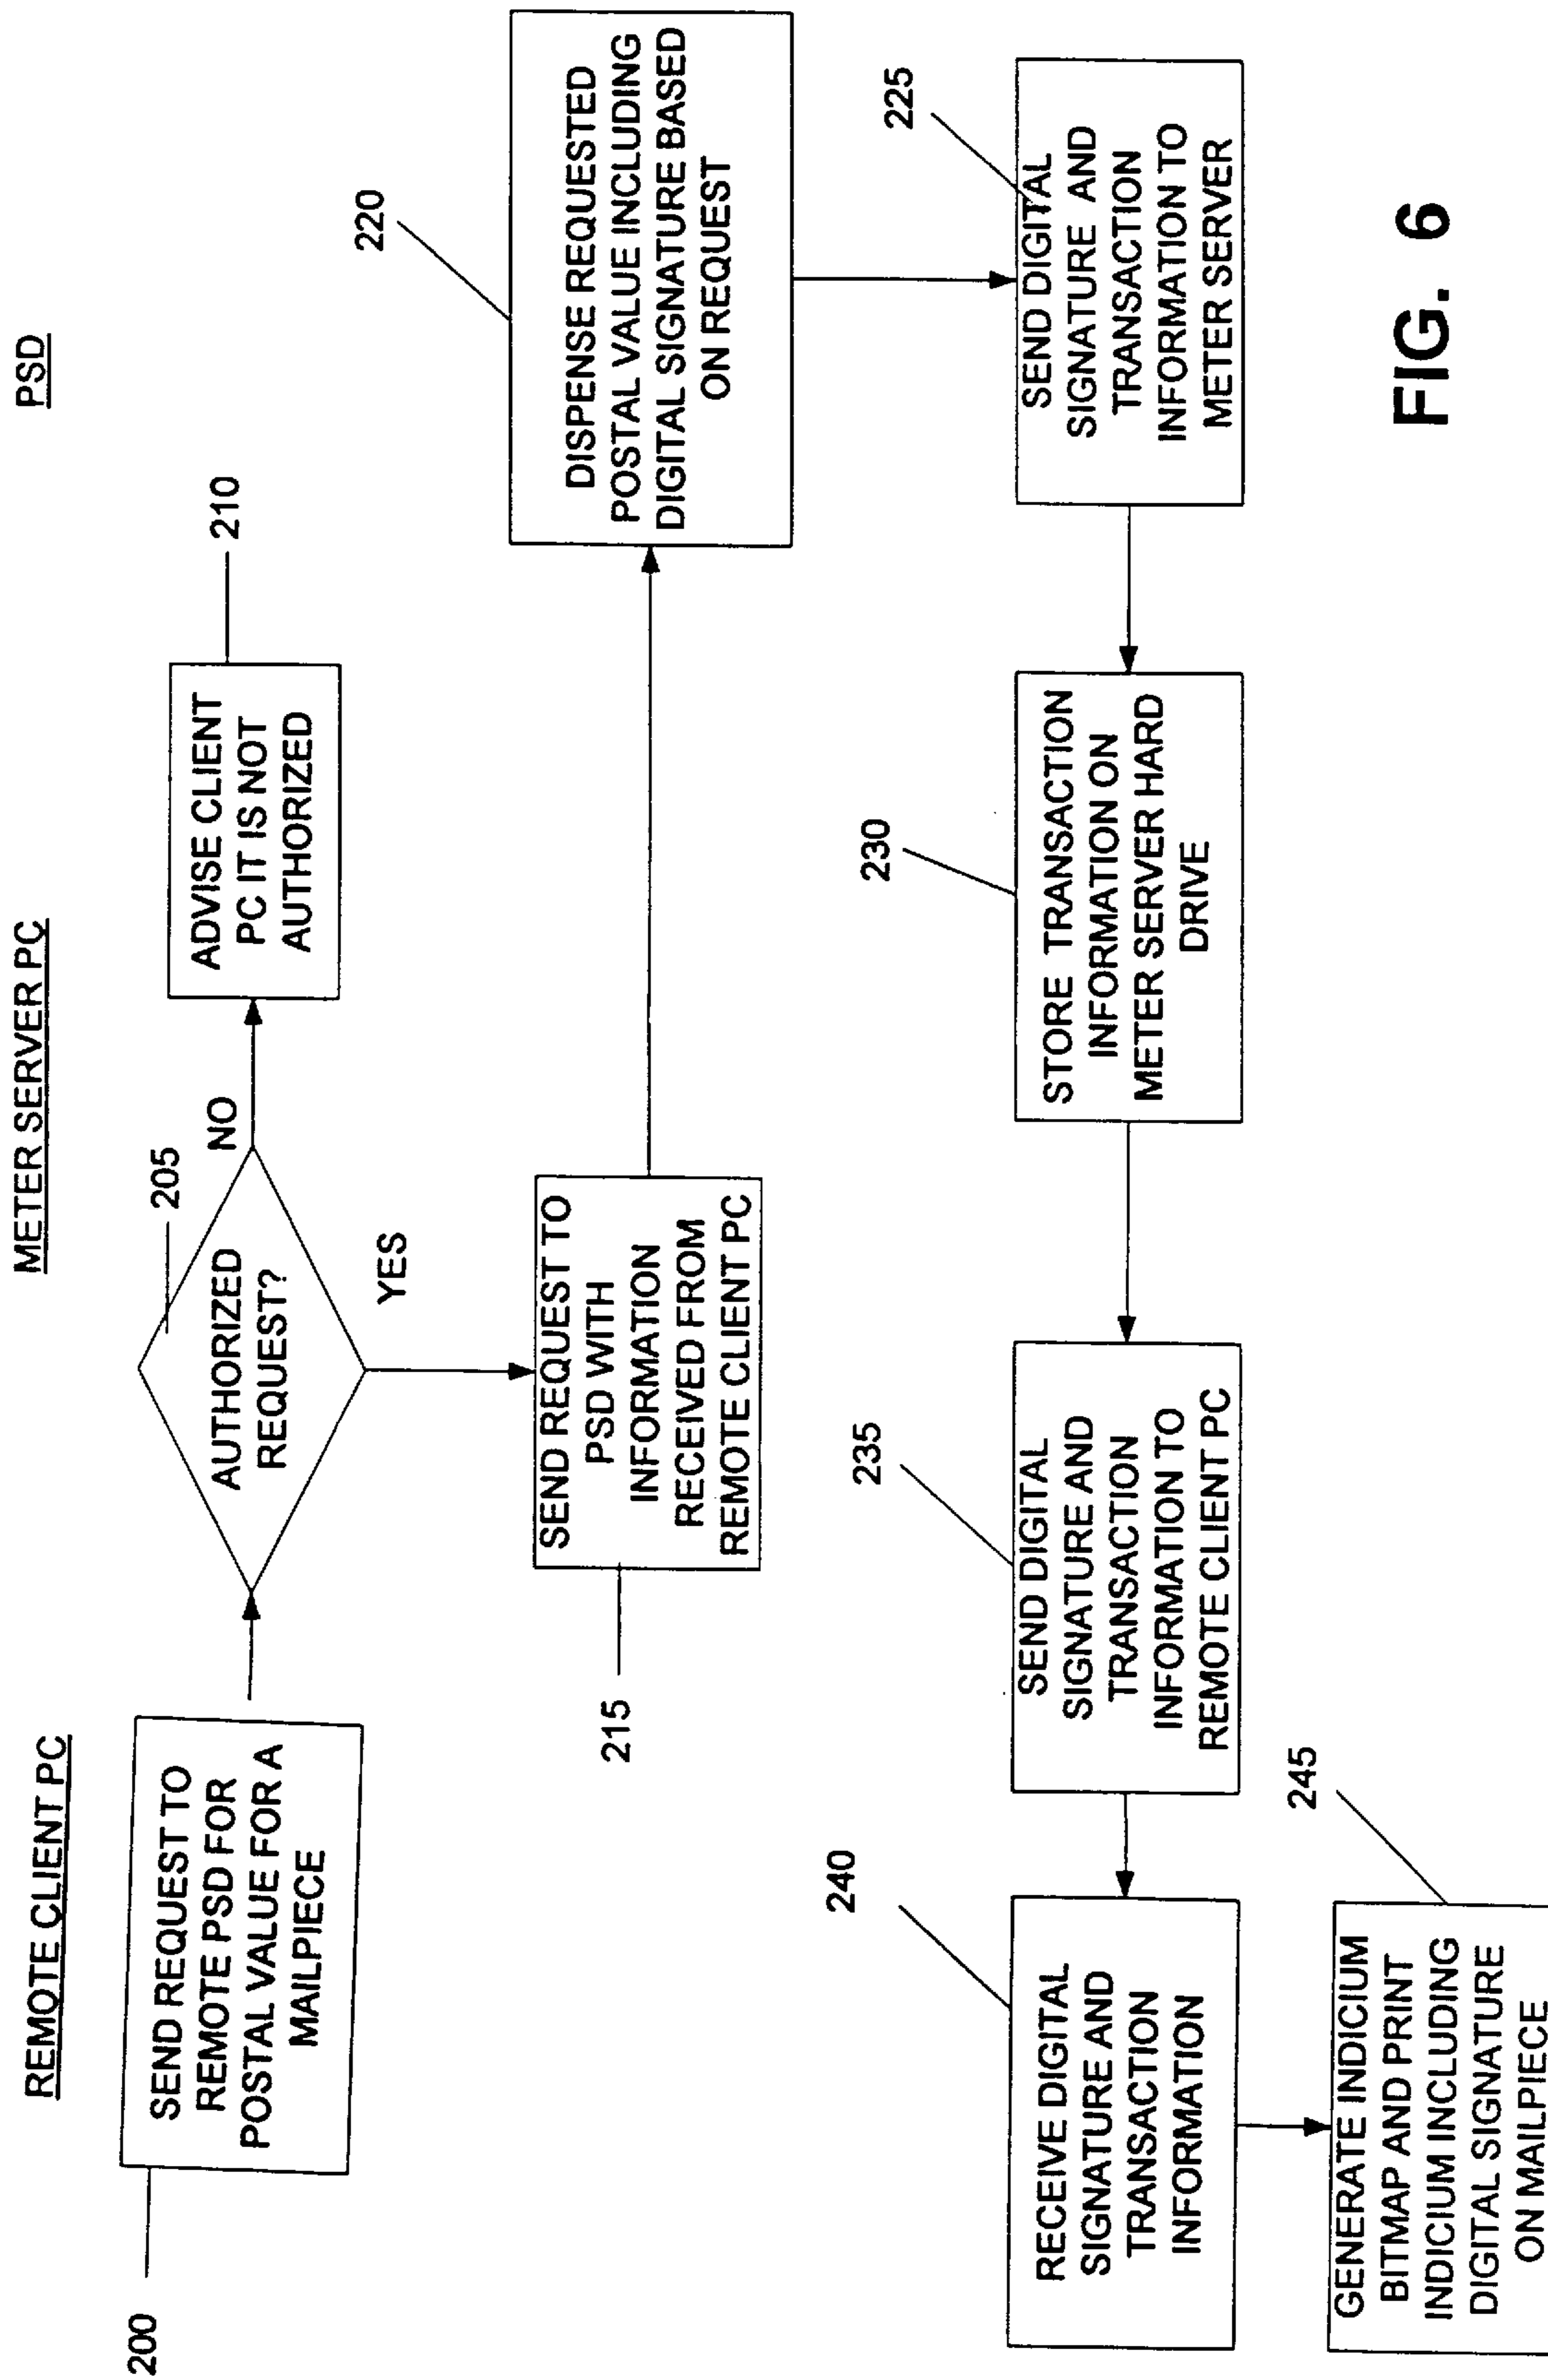 REMOTE CLIENT PC
METER SERVER PC
PSD
200
SEND REQUEST TO
REMOTE PSD FOR
POSTAL VALUE FOR A
MAILPIECE
205
AUTHORIZED
REQUEST?
NO
YES
210
ADVISE CLIENT
PC IT IS NOT
AUTHORIZED
215
SEND REQUEST TO
PSD WITH
INFORMATION
RECEIVED FROM
REMOTE CLIENT PC
220
DISPENSE REQUESTED
POSTAL VALUE INCLUDING
DIGITAL SIGNATURE BASED
ON REQUEST
225
SEND DIGITAL
SIGNATURE AND
TRANSACTION
INFORMATION TO
METER SERVER
230
STORE TRANSACTION
INFORMATION ON
METER SERVER HARD
DRIVE
235
SEND DIGITAL
SIGNATURE AND
TRANSACTION
INFORMATION TO
REMOTE CLIENT PC
240
RECEIVE DIGITAL
SIGNATURE AND
TRANSACTION
INFORMATION
245
GENERATE INDICIUM
BITMAP AND PRINT
INDICIUM INCLUDING
DIGITAL SIGNATURE
ON MAILPIECE
FIG. 6